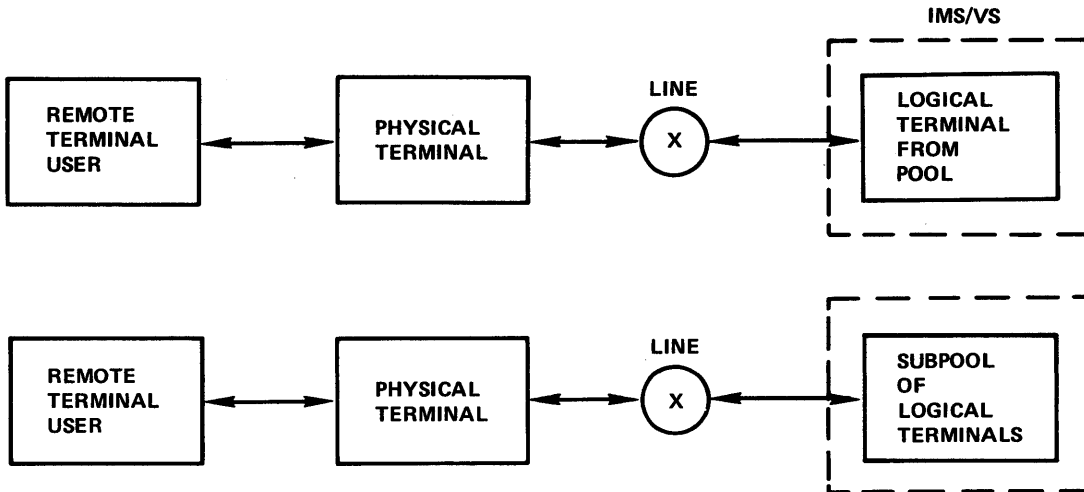 IMS/VS
REMOTE
TERMINAL
USER
PHYSICAL
TERMINAL
LINE
X
LOGICAL
TERMINAL
FROM
POOL
REMOTE
TERMINAL
USER
PHYSICAL
TERMINAL
LINE
X
SUBPOOL
OF
LOGICAL
TERMINALS